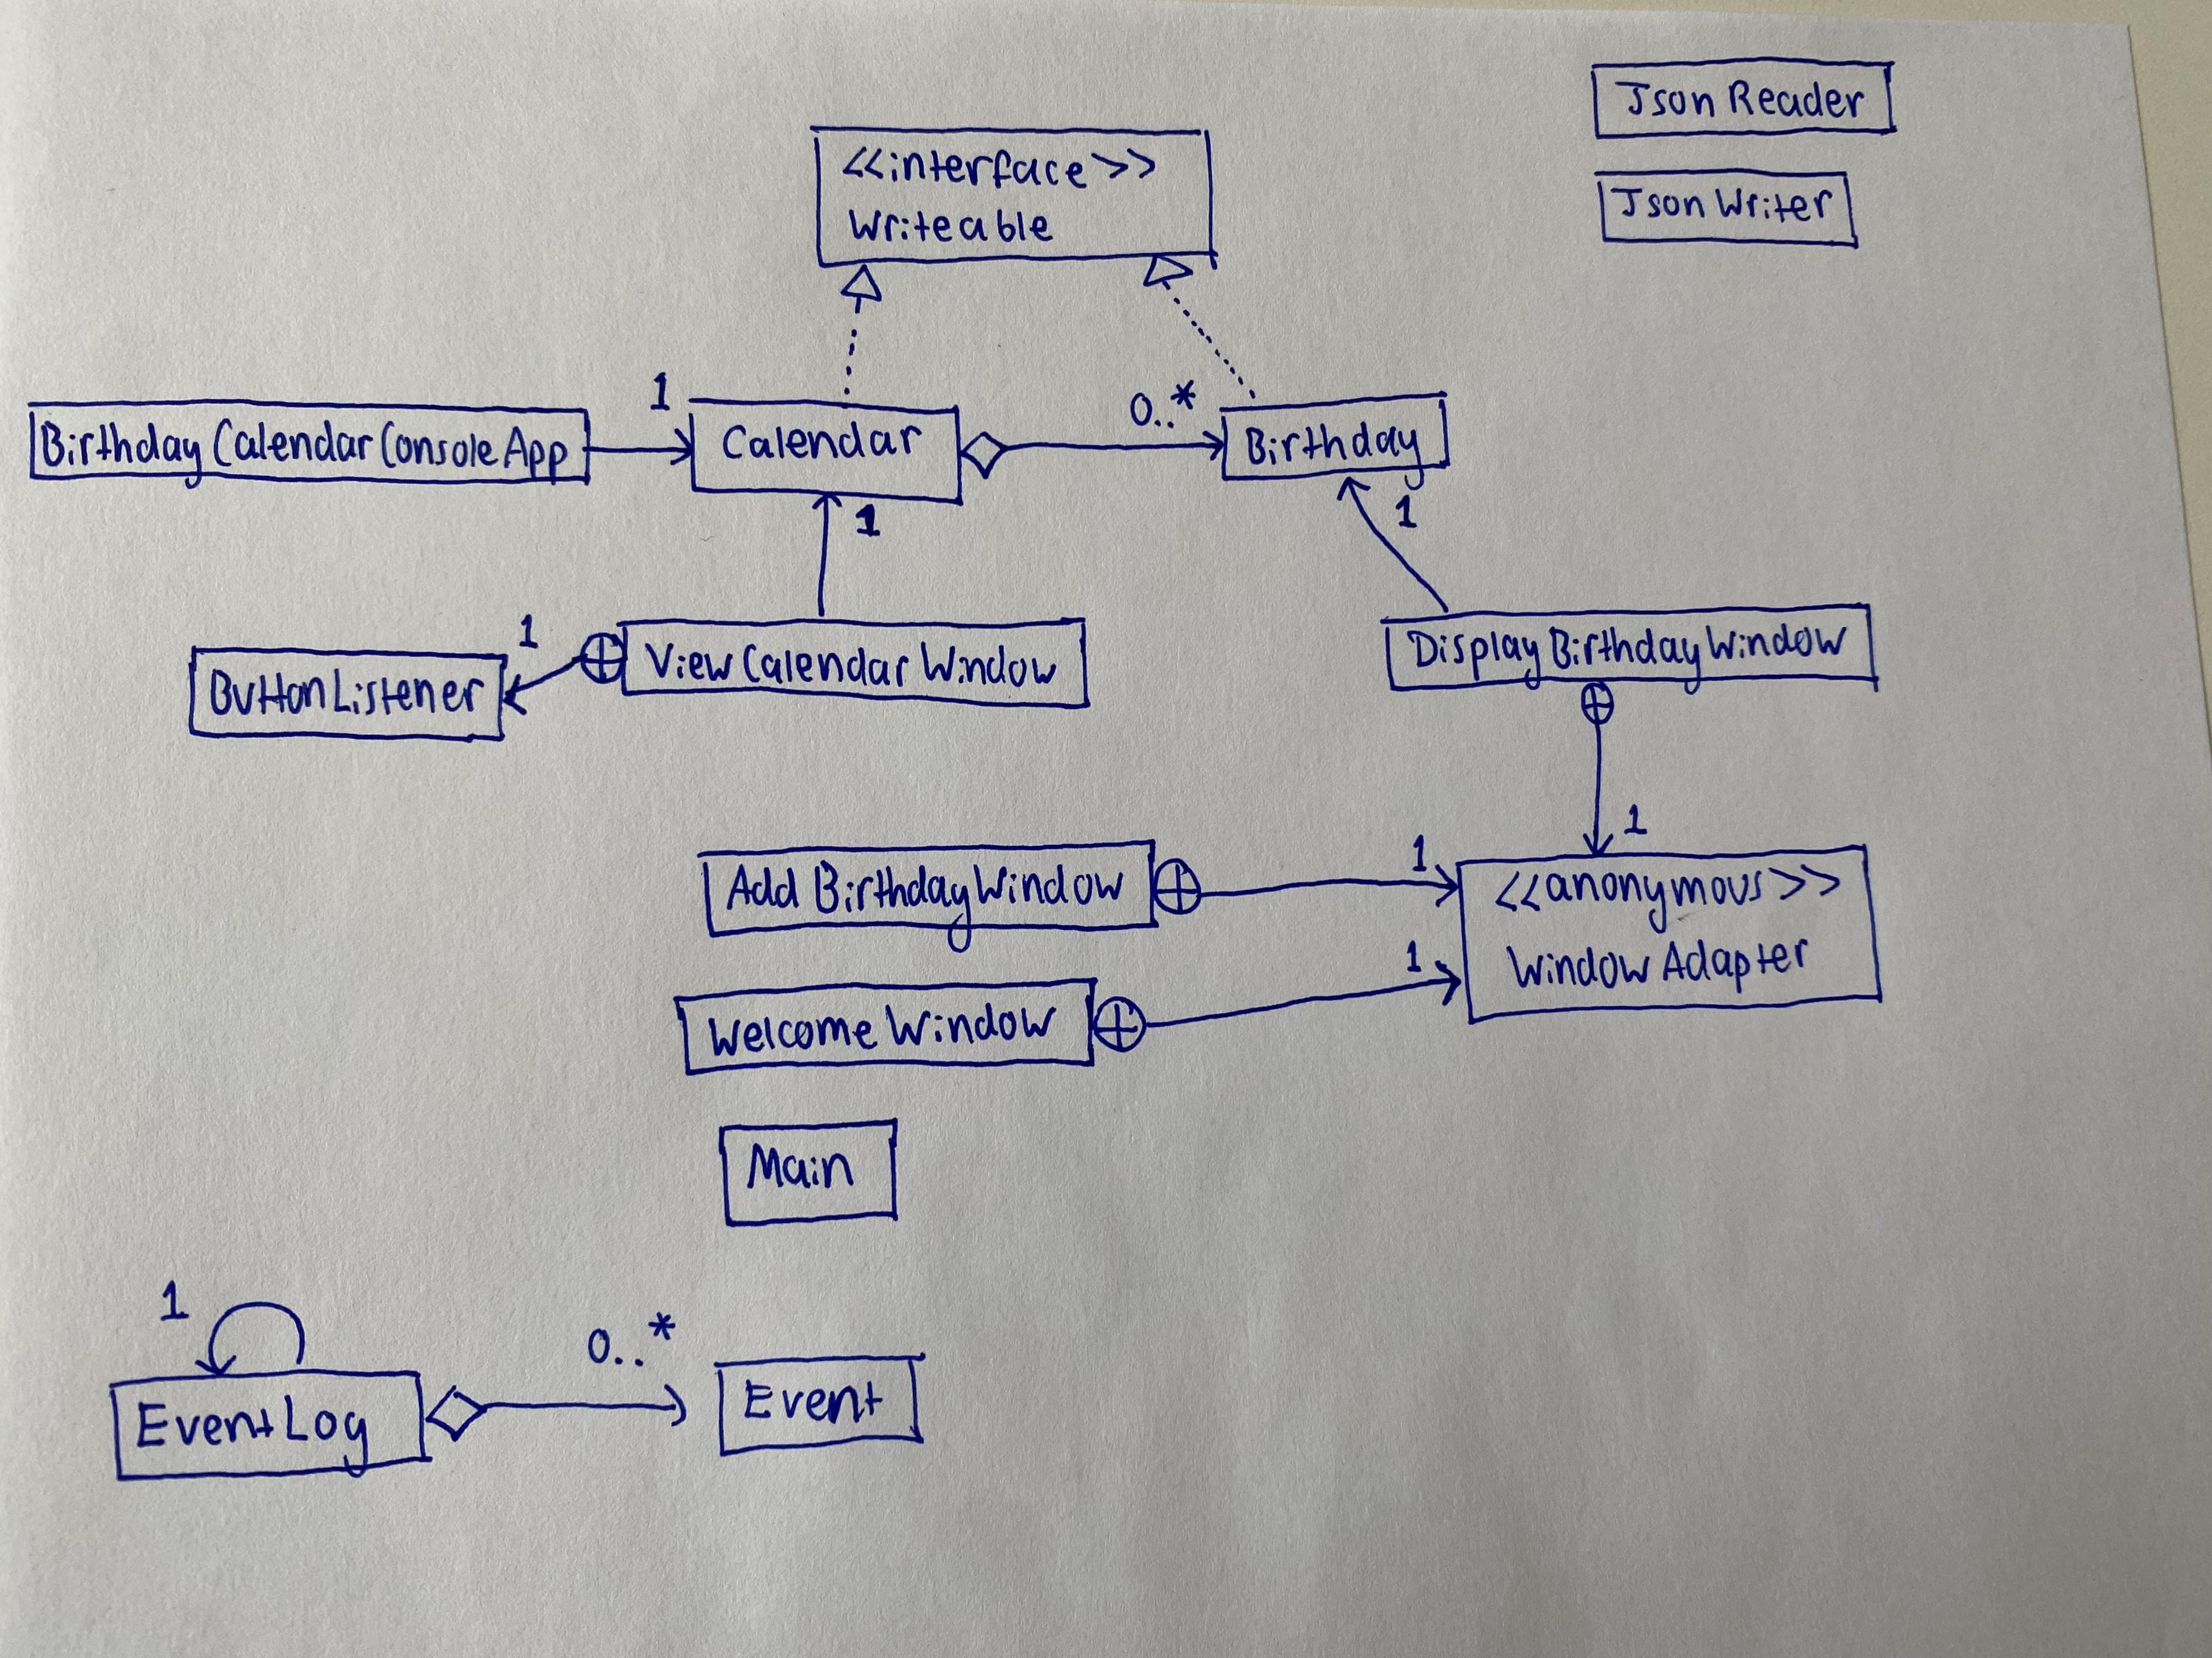 Json Reader
<<interface>>
Writeable
Json Writer
1
0..*
Birthday Calendar Console App
Calendar
Birthday
1
1
1
ButtonListener
View Calendar Window
Display Birthday Window
1
1
Add Birthday Window
<<anonymous>>
Window Adapter
1
Welcome Window
Main
1
0..*
Event Log
Event